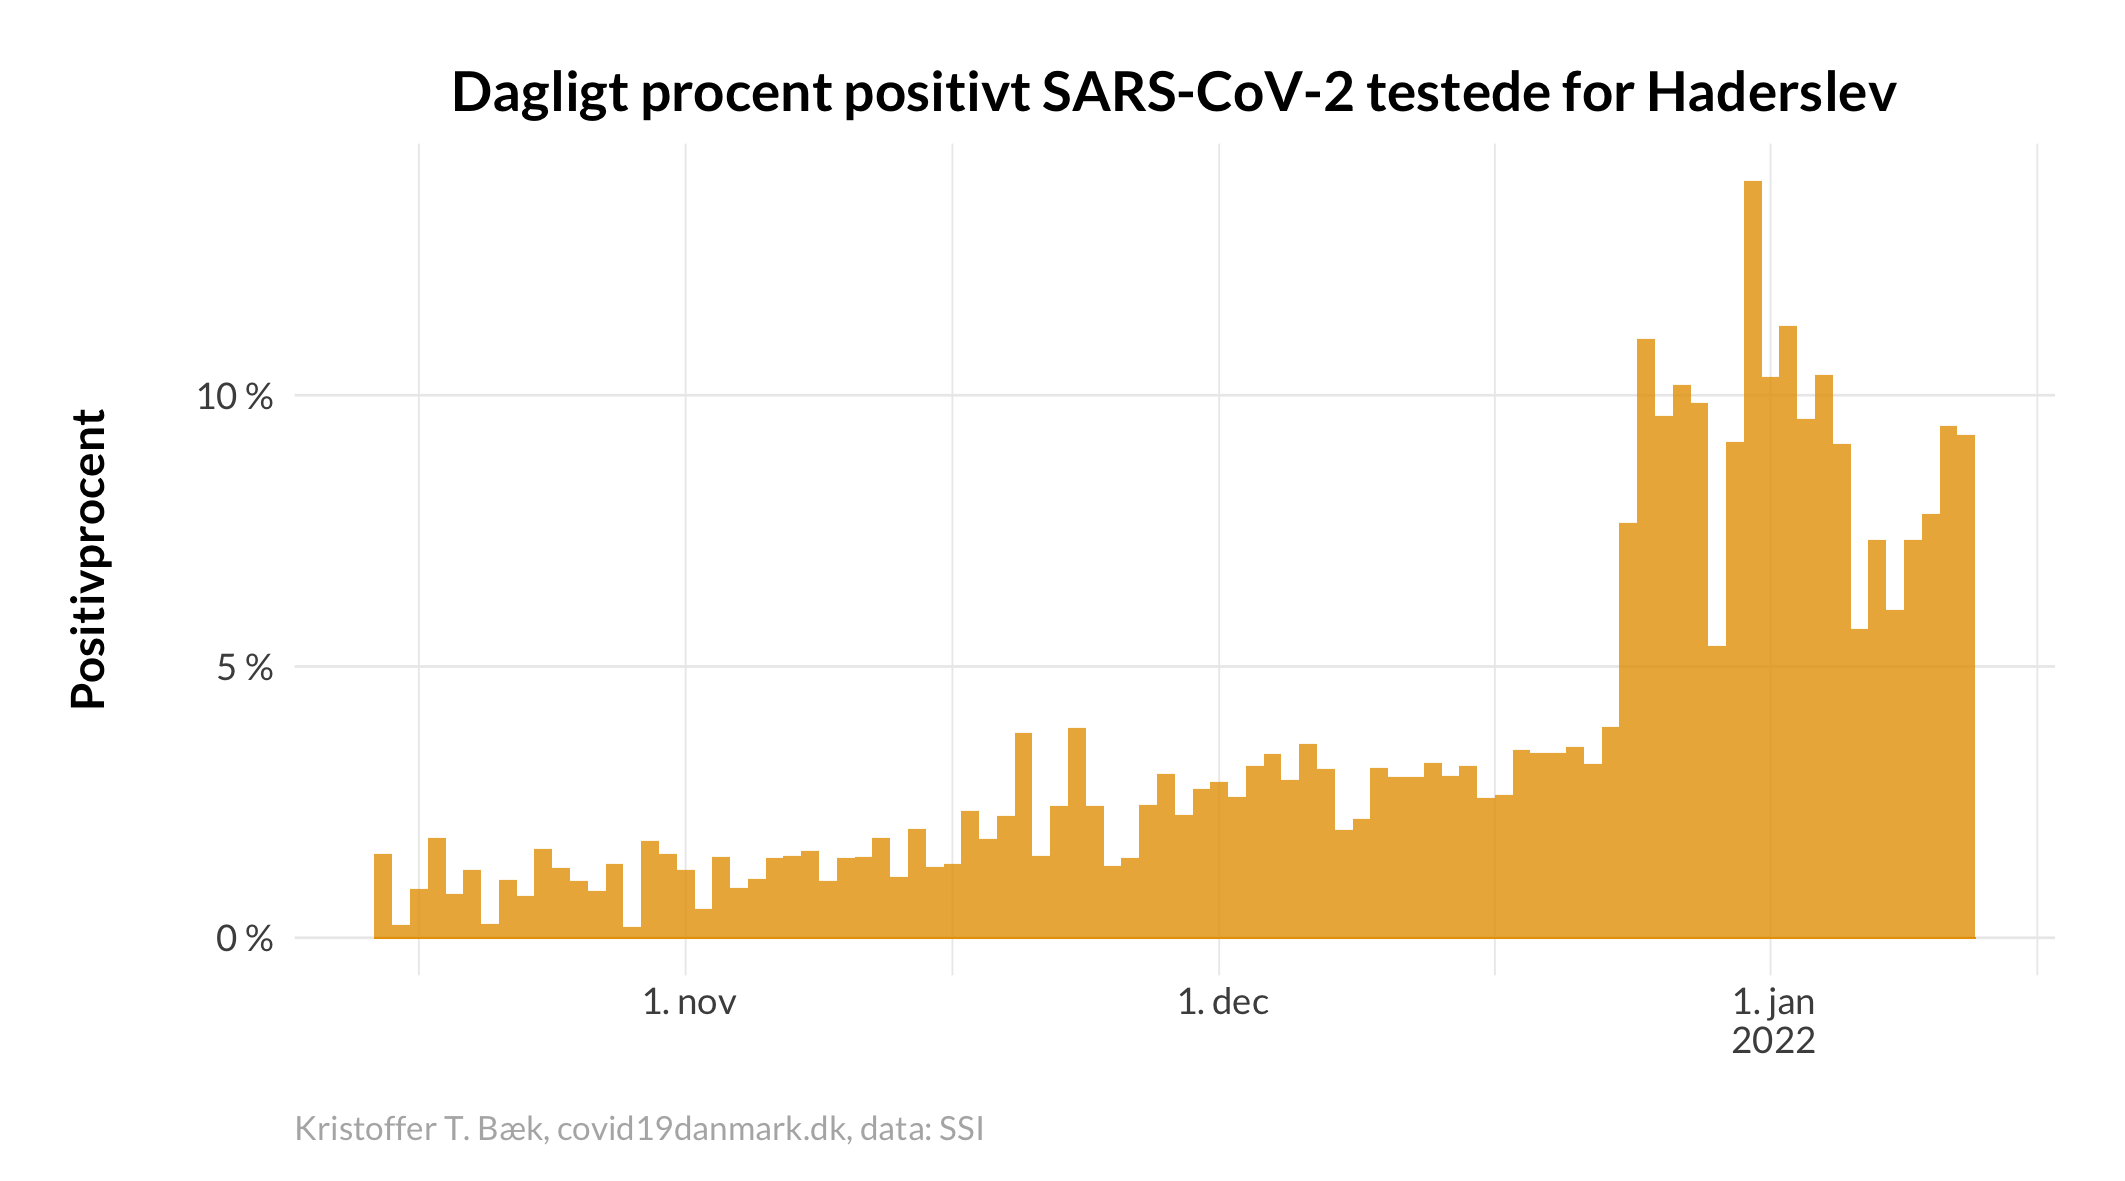 Dagligt procent positivt SARS-CoV-2 testede for Haderslev
Positivprocent
10 %
5 %
0 %
1. nov
1. dec
1. jan
2022
Kristoffer T. Bæk, covid19danmark.dk, data: SSI